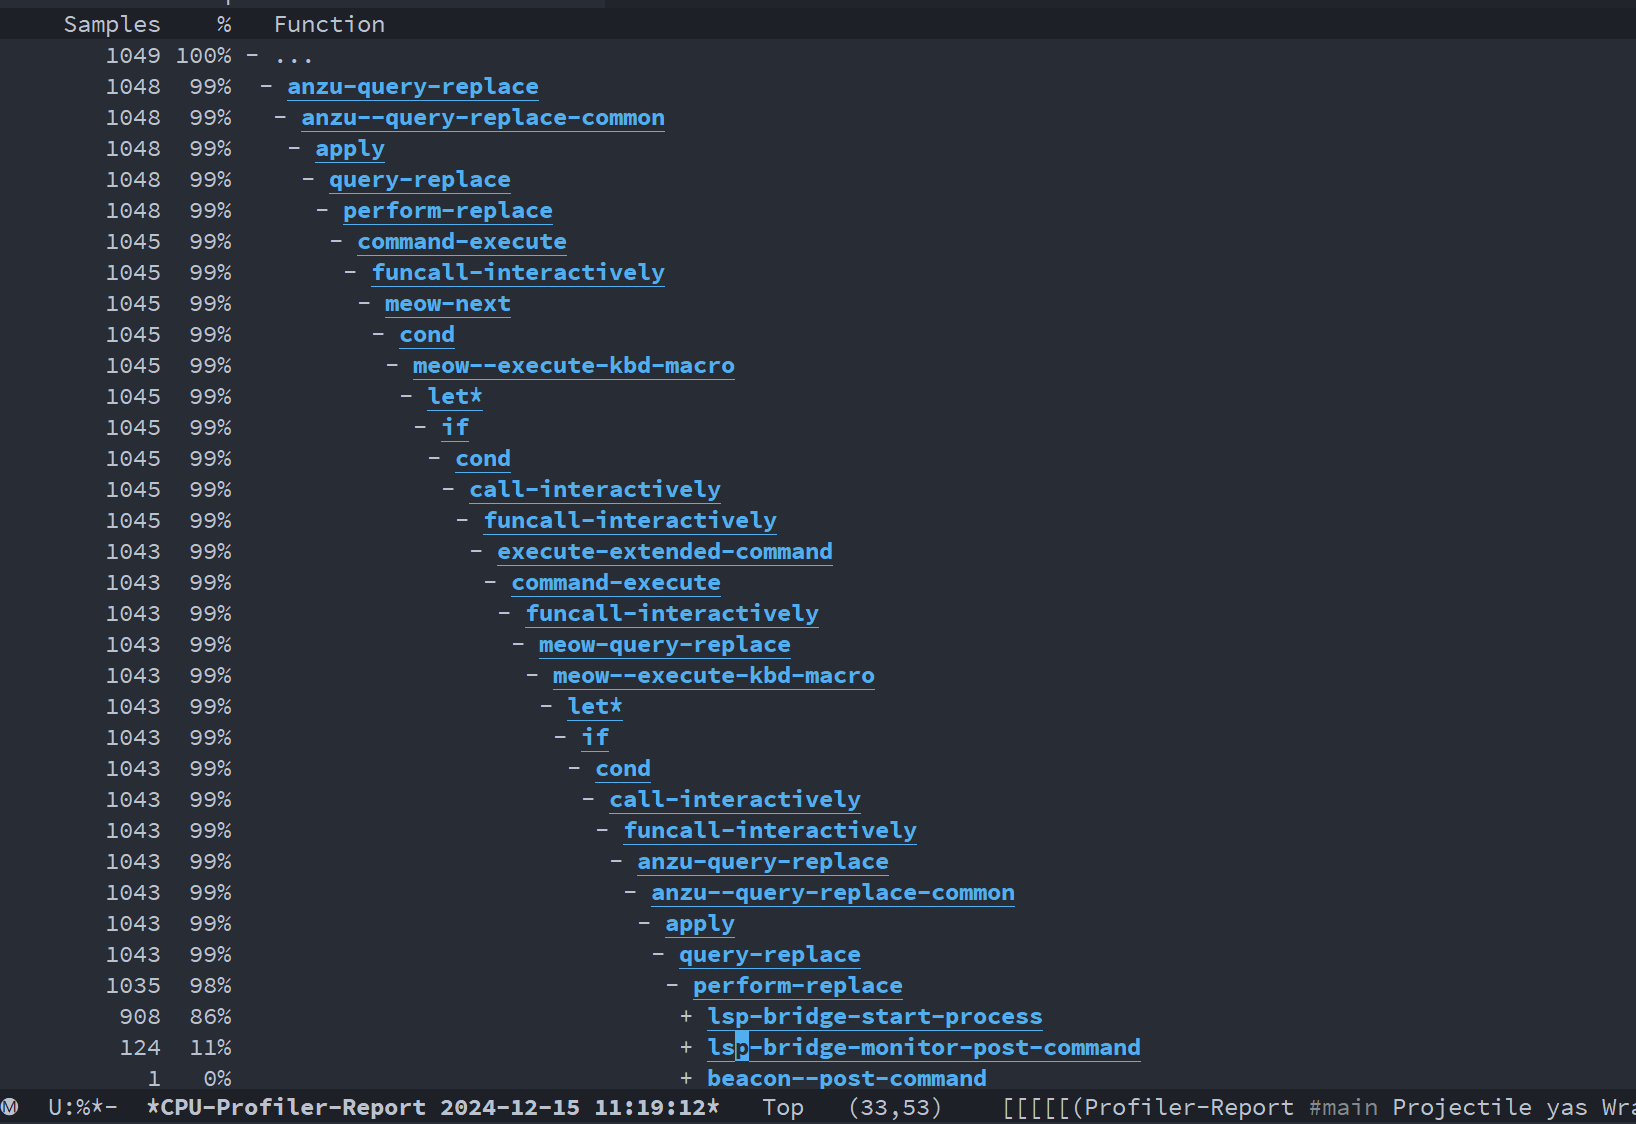 Samples % Function
1049 100% - ...
1048 99% - anzu-query-replace
1048 99% - anzu--query-replace-common
1048 99% - apply
1048 99% - query-replace
1048 99% - perform-replace
1045 99% - command-execute
1045 99% - funcall-interactively
1045 99% - meow-next
1045 99% - cond
1045 99% - meow--execute-kbd-macro
1045 99% - let*
1045 99% - if
1045 99% - cond
1045 99% - call-interactively
1045 99% - funcall-interactively
1043 99% - execute-extended-command
1043 99% - command-execute
1043 99% - funcall-interactively
1043 99% - meow-query-replace
1043 99% - meow--execute-kbd-macro
1043 99% - let*
1043 99% - if
1043 99% - cond
1043 99% - call-interactively
1043 99% - funcall-interactively
1043 99% - anzu-query-replace
1043 99% - anzu--query-replace-common
1043 99% - apply
1043 99% - query-replace
1035 98% - perform-replace
908 86% + lsp-bridge-start-process
124 11% + lsp-bridge-monitor-post-command
1 0% + beacon--post-command
Ⓜ U:%*- *CPU-Profiler-Report 2024-12-15 11:19:12* Top (33,53) [[[[[(Profiler-Report #main Projectile yas Wra